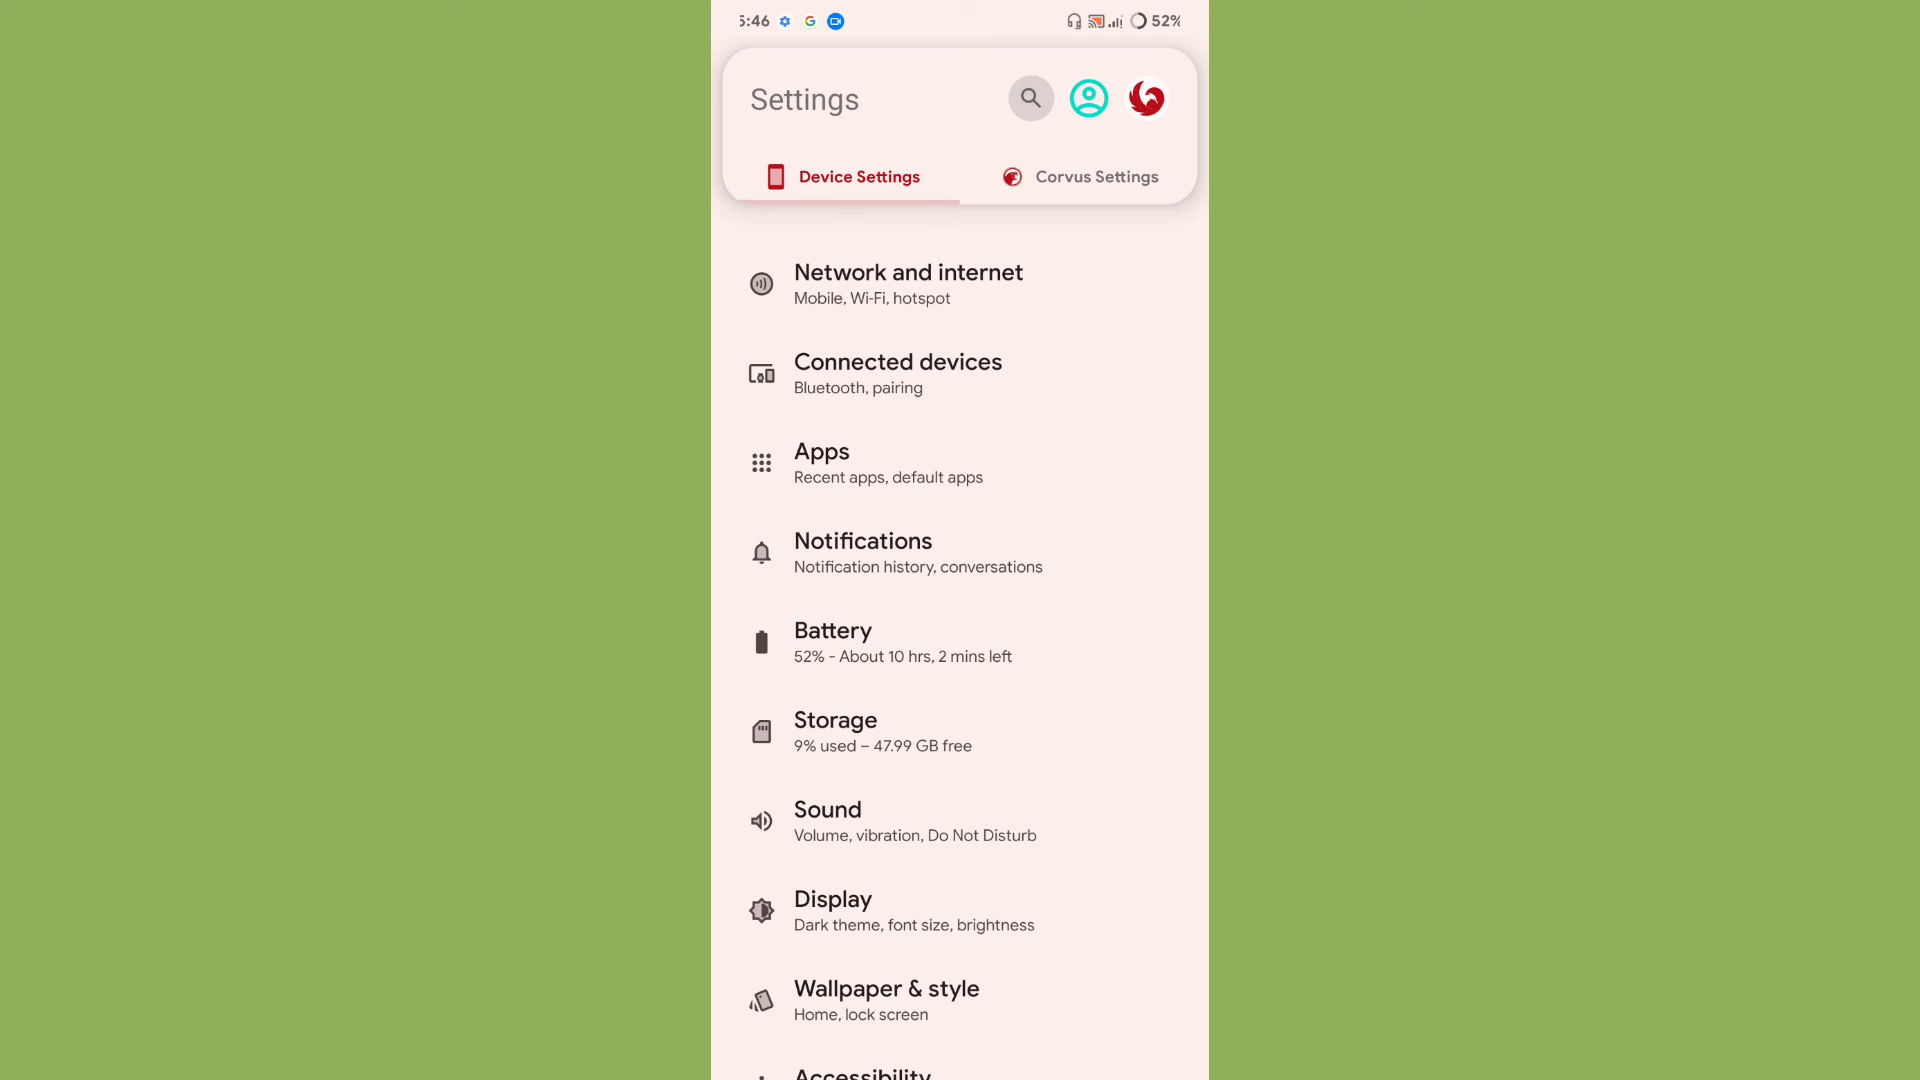 5:46 52%
Settings
Device Settings Corvus Settings
Network and internet
Mobile, Wi-Fi, hotspot
Connected devices
Bluetooth, pairing
Apps
Recent apps, default apps
Notifications
Notification history, conversations
Battery
52% - About 10 hrs, 2 mins left
Storage
9% used – 47.99 GB free
Sound
Volume, vibration, Do Not Disturb
Display
Dark theme, font size, brightness
Wallpaper & style
Home, lock screen
Accessibility